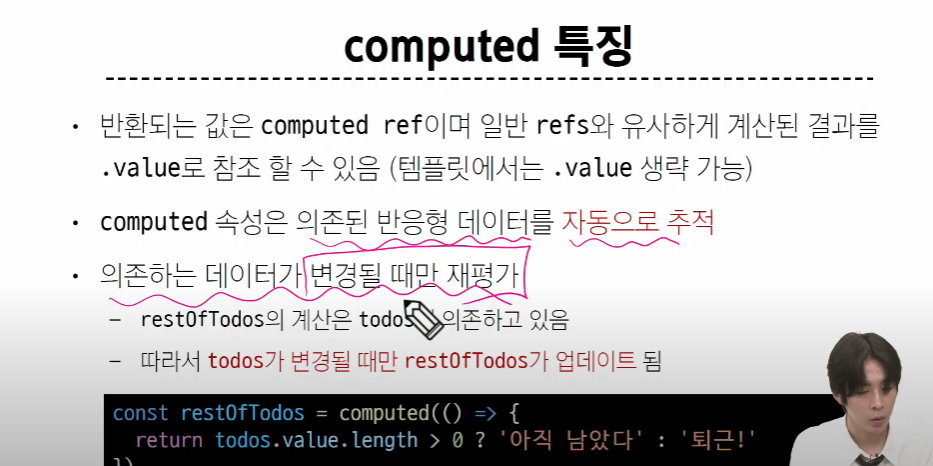 computed 특징
• 반환되는 값은 computed ref이며 일반 refs와 유사하게 계산된 결과를
.value로 참조 할 수 있음 (템플릿에서는 .value 생략 가능)
• computed 속성은 의존된 반응형 데이터를 자동으로 추적
• 의존하는 데이터가 변경될 때만 재평가
– restOfTodos의 계산은 todos 의존하고 있음
– 따라서 todos가 변경될 때만 restOfTodos가 업데이트 됨
const restOfTodos = computed(() => {
return todos.value.length > 0 ? '아직 남았다' : '퇴근!'
})